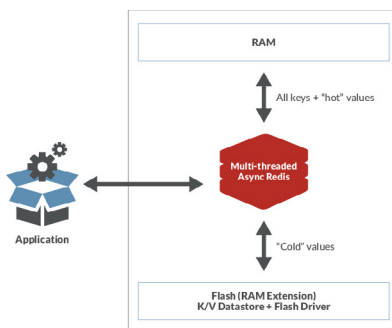 RAM
All keys + "hot" values
Multi-threaded
Async Redis
Application
"Cold" values
Flash (RAM Extension)
K/V Datastore + Flash Driver